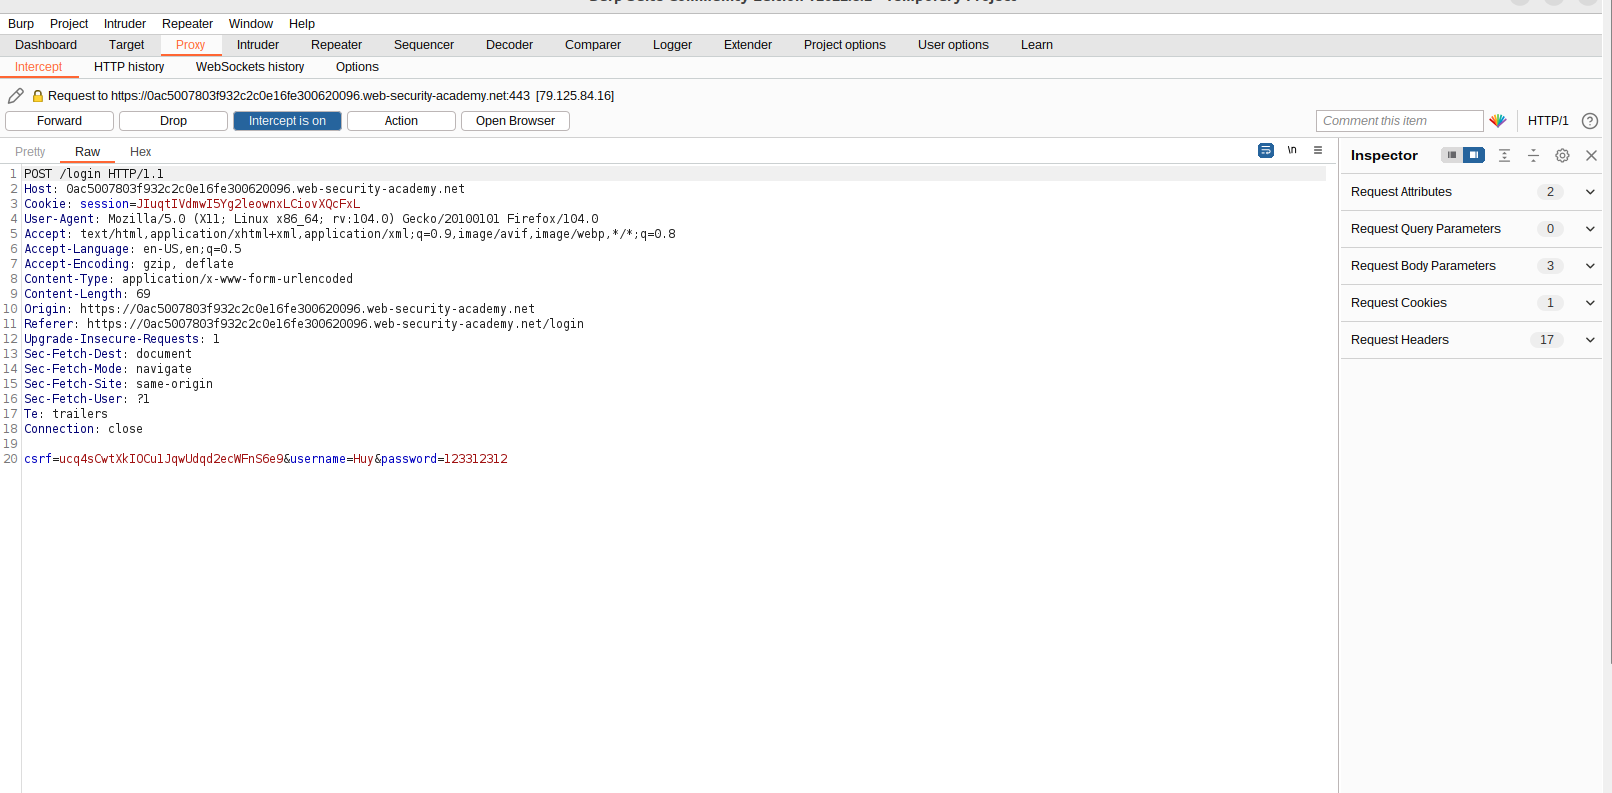 Burp Project Intruder Repeater Window Help
Dashboard Target Proxy Intruder Repeater Sequencer Decoder Comparer Logger Extender Project options User options Learn
Intercept HTTP history WebSockets history Options
Request to https://0ac5007803f932c2c0e16fe300620096.web-security-academy.net:443 [79.125.84.16]
Forward Drop Intercept is on Action Open Browser Comment this item HTTP/1 ?
Pretty Raw Hex \n Inspector
1 POST /login HTTP/1.1
2 Host: 0ac5007803f932c2c0e16fe300620096.web-security-academy.net
3 Cookie: session=JIuqtIVdmwI5Yg2leownxLCiovXQcFxL
4 User-Agent: Mozilla/5.0 (X11; Linux x86_64; rv:104.0) Gecko/20100101 Firefox/104.0
5 Accept: text/html,application/xhtml+xml,application/xml;q=0.9,image/avif,image/webp,*/*;q=0.8
6 Accept-Language: en-US,en;q=0.5
7 Accept-Encoding: gzip, deflate
8 Content-Type: application/x-www-form-urlencoded
9 Content-Length: 69
10 Origin: https://0ac5007803f932c2c0e16fe300620096.web-security-academy.net
11 Referer: https://0ac5007803f932c2c0e16fe300620096.web-security-academy.net/login
12 Upgrade-Insecure-Requests: 1
13 Sec-Fetch-Dest: document
14 Sec-Fetch-Mode: navigate
15 Sec-Fetch-Site: same-origin
16 Sec-Fetch-User: ?1
17 Te: trailers
18 Connection: close
19
20 csrf=ucq4sCwtXkIOCu1JqwUdqd2ecWFnS6e9&username=Huy&password=123312312
Request Attributes 2
Request Query Parameters 0
Request Body Parameters 3
Request Cookies 1
Request Headers 17